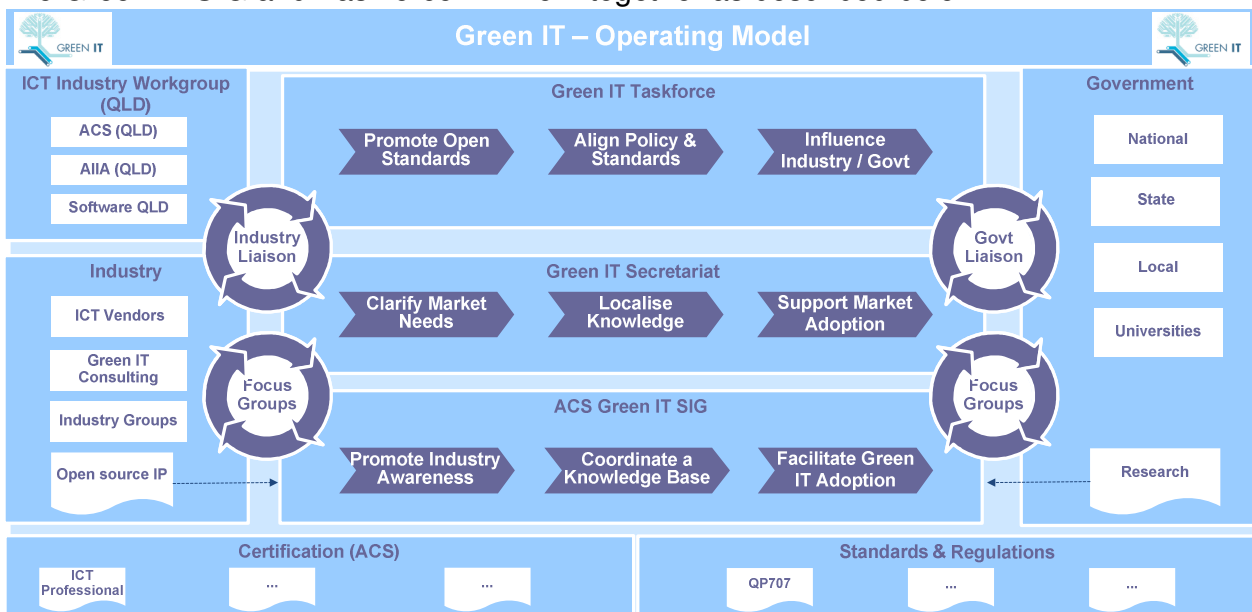 Green IT – Operating Model
GREEN IT
GREEN IT
ICT Industry Workgroup
(QLD)
ACS (QLD)
AIIA (QLD)
Software QLD
Green IT Taskforce
Promote Open
Standards
Align Policy &
Standards
Influence
Industry / Govt
Government
National
State
Local
Universities
Research
Industry
Liaison
Govt
Liaison
Industry
ICT Vendors
Green IT
Consulting
Industry Groups
Open source IP
Green IT Secretariat
Clarify Market
Needs
Localise
Knowledge
Support Market
Adoption
Focus
Groups
Focus
Groups
ACS Green IT SIG
Promote Industry
Awareness
Coordinate a
Knowledge Base
Facilitate Green
IT Adoption
Certification (ACS)
ICT
Professional
...
...
Standards & Regulations
QP707
...
...